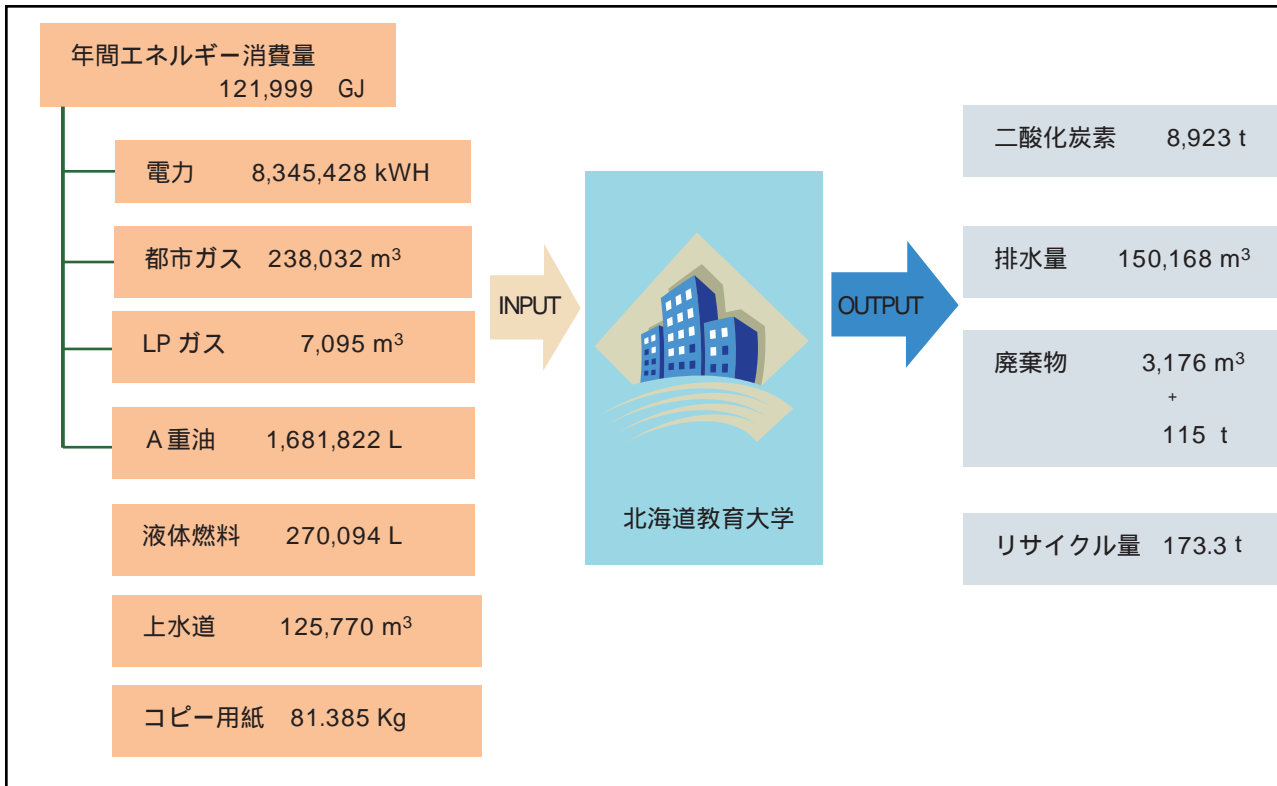 年間エネルギー消費量
121,999 GJ
電力 8,345,428 kWH
都市ガス 238,032 m³
LP ガス 7,095 m³
A重油 1,681,822 L
液体燃料 270,094 L
上水道 125,770 m³
コピー用紙 81.385 Kg
INPUT
北海道教育大学
OUTPUT
二酸化炭素 8,923 t
排水量 150,168 m³
廃棄物 3,176 m³
+
115 t
リサイクル量 173.3 t